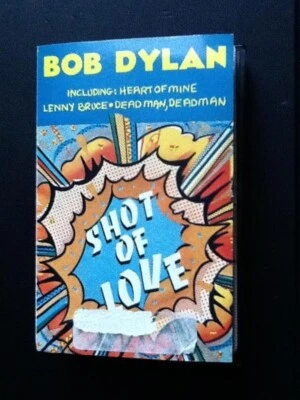 BOB DYLAN
INCLUDING: HEART OF MINE
LENNY BRUCE • DEAD MAN, DEAD MAN
SHOT
OF
LOVE